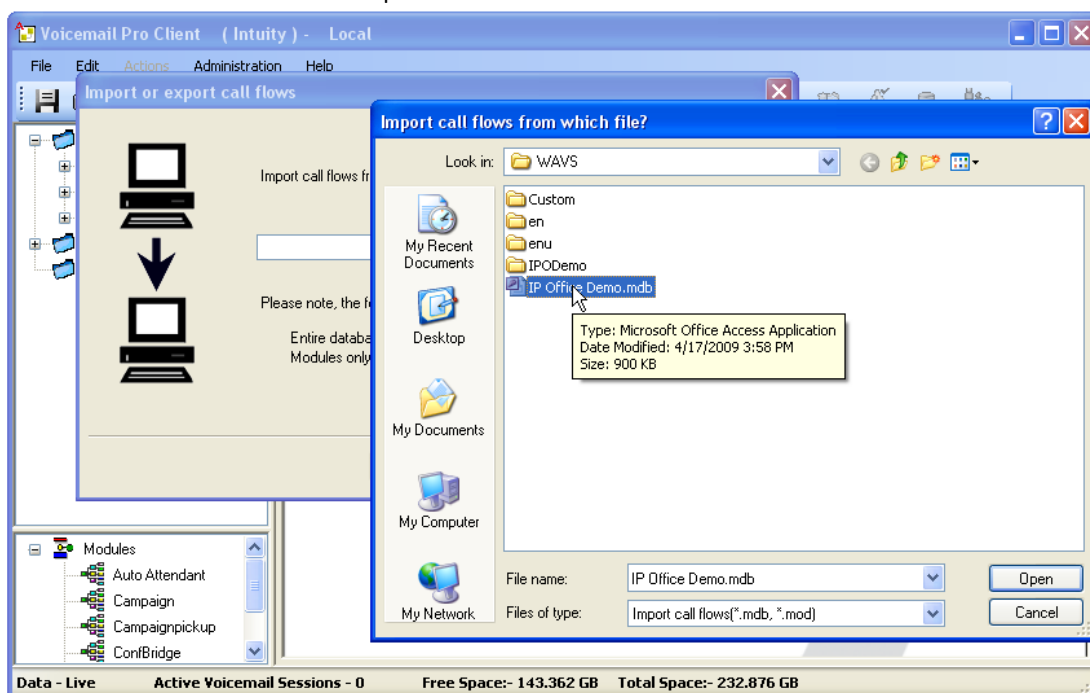 Voicemail Pro Client ( Intuity ) - Local
File Edit Actions Administration Help
Import or export call flows
Import call flows from which file?
Look in: WAVS
Import call flows fr
Please note, the f
Entire databa
Modules only
My Recent Documents
Desktop
My Documents
My Computer
My Network
Custom
en
enu
IPODemo
IP Office Demo.mdb
Type: Microsoft Office Access Application
Date Modified: 4/17/2009 3:58 PM
Size: 900 KB
File name: IP Office Demo.mdb Open
Files of type: Import call flows(*.mdb, *.mod) Cancel
Modules
Auto Attendant
Campaign
Campaignpickup
ConfBridge
Data - Live Active Voicemail Sessions - 0 Free Space:- 143.362 GB Total Space:- 232.876 GB